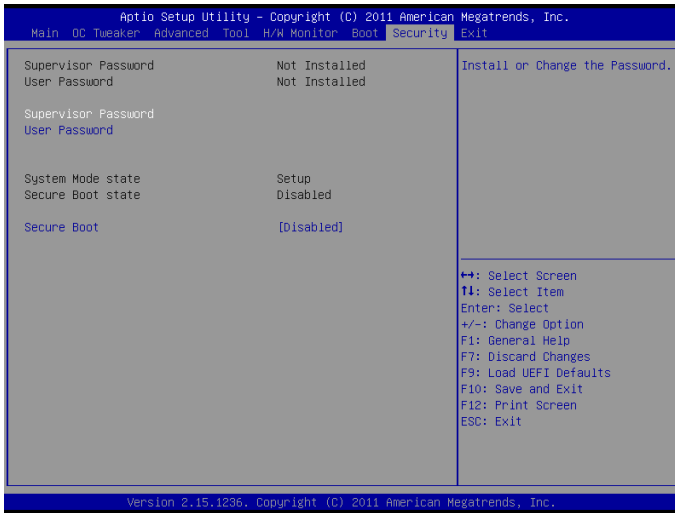 Aptio Setup Utility – Copyright (C) 2011 American Megatrends, Inc.
Main OC Tweaker Advanced Tool H/W Monitor Boot Security Exit
Supervisor Password Not Installed
User Password Not Installed
Supervisor Password
User Password
System Mode state Setup
Secure Boot state Disabled
Secure Boot [Disabled]
Install or Change the Password.
↔: Select Screen
↑↓: Select Item
Enter: Select
+/-: Change Option
F1: General Help
F7: Discard Changes
F9: Load UEFI Defaults
F10: Save and Exit
F12: Print Screen
ESC: Exit
Version 2.15.1236. Copyright (C) 2011 American Megatrends, Inc.